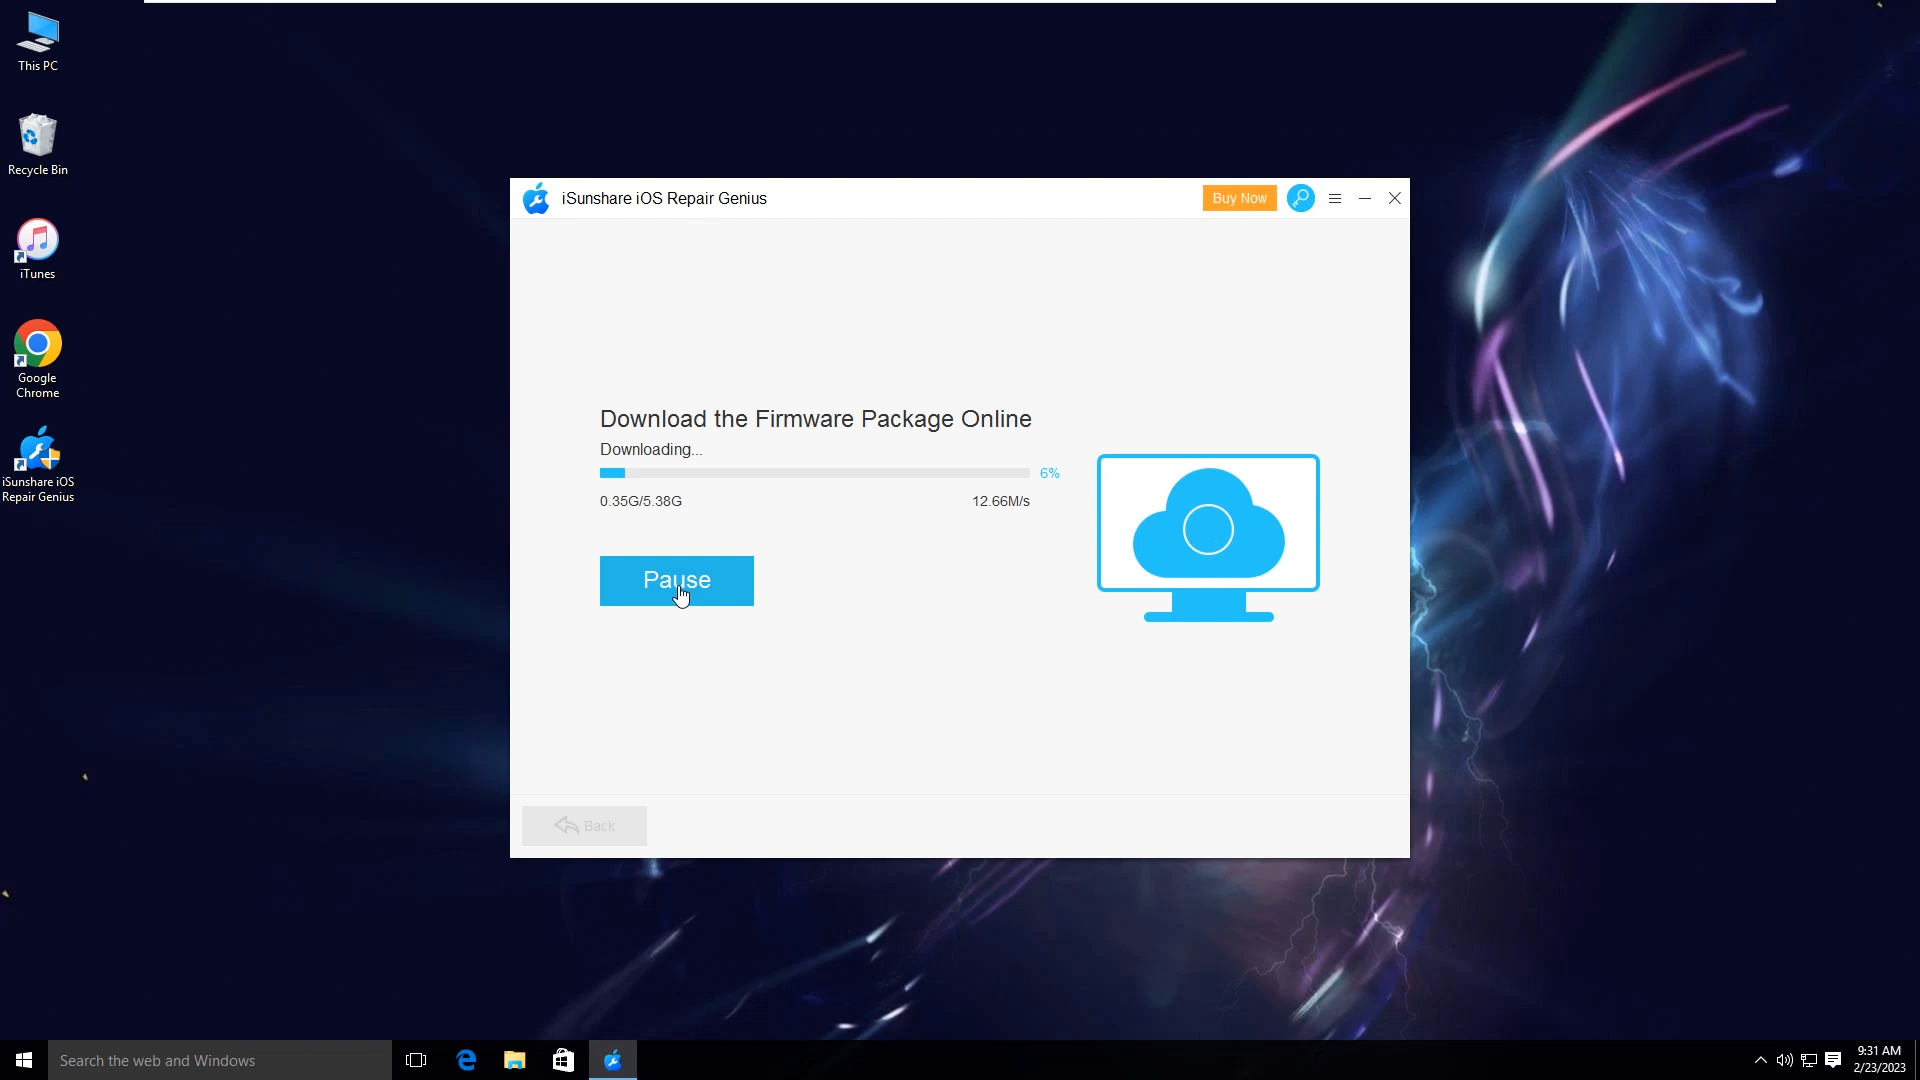 This PC
Recycle Bin
iTunes
Google
Chrome
iSunshare iOS
Repair Genius
iSunshare iOS Repair Genius
Buy Now
Download the Firmware Package Online
Downloading...
6%
0.35G/5.38G
12.66M/s
Pause
Back
Search the web and Windows
9:31 AM
2/23/2023